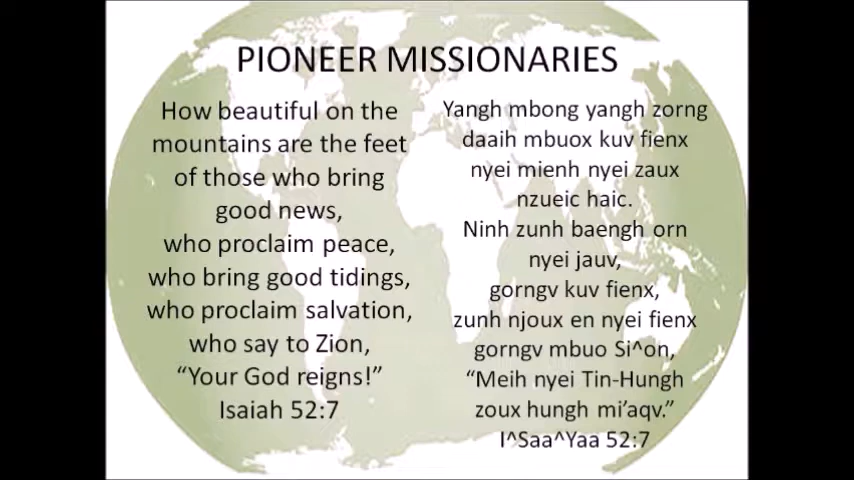 PIONEER MISSIONARIES
How beautiful on the
mountains are the feet
of those who bring
good news,
who proclaim peace,
who bring good tidings,
who proclaim salvation,
who say to Zion,
“Your God reigns!”
Isaiah 52:7
Yangh mbong yangh zorng
daaih mbuox kuv fienx
nyei mienh nyei zaux
nzueic haic.
Ninh zunh baengh orn
nyei jauv,
gorngv kuv fienx,
zunh njoux en nyei fienx
gorngv mbuo Si^on,
“Meih nyei Tin-Hungh
zoux hungh mi’aqv.”
I^Saa^Yaa 52:7